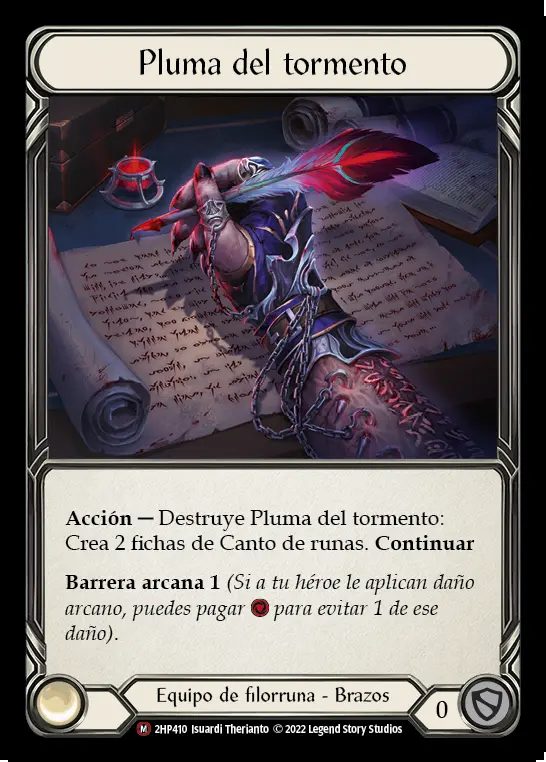 Pluma del tormento
Acción — Destruye Pluma del tormento:
Crea 2 fichas de Canto de runas. Continuar
Barrera arcana 1 (Si a tu héroe le aplican daño
arcano, puedes pagar para evitar 1 de ese
daño).
Equipo de filorruna - Brazos
0
M 2HP410 Isuardi Therianto © 2022 Legend Story Studios